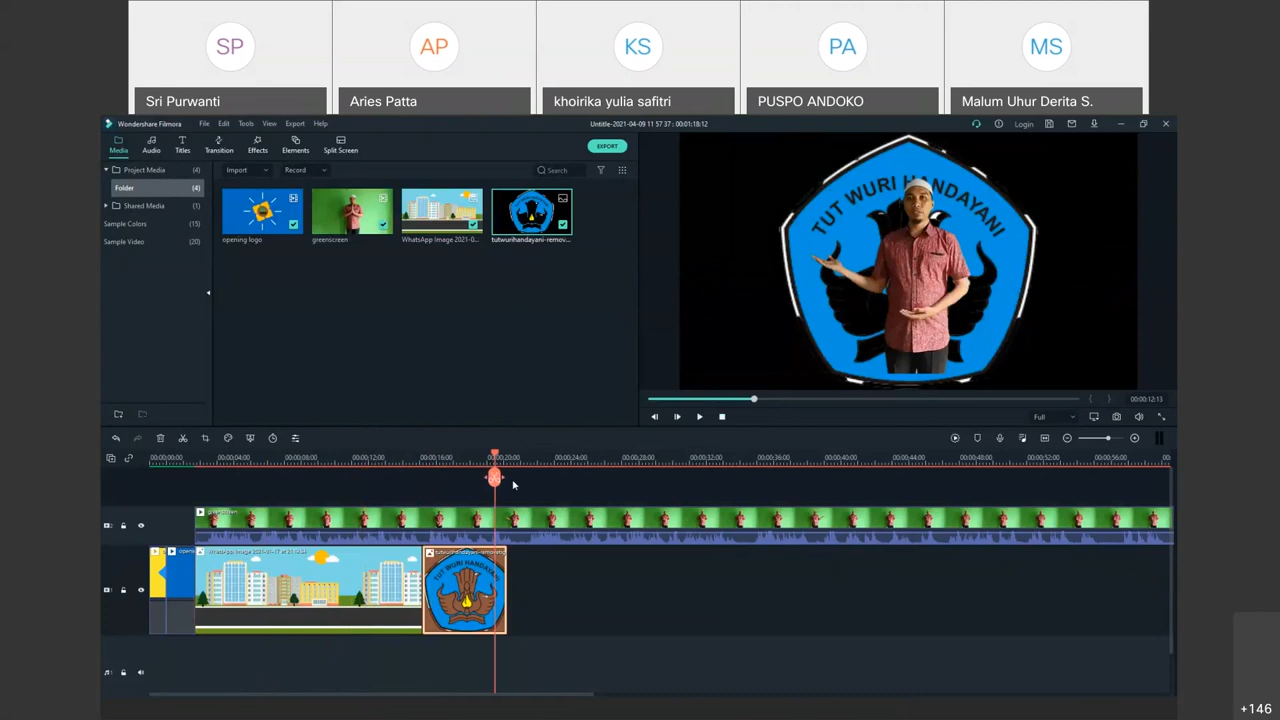 SP
AP
KS
PA
MS
Sri Purwanti
Aries Patta
khoirika yulia safitri
PUSPO ANDOKO
Malum Uhur Derita S.
Wondershare Filmora
File
Edit
Tools
View
Export
Help
Untitle-2021-04-09 11 57 37 : 00:01:18:12
Login
Media
Audio
Titles
Transition
Effects
Elements
Split Screen
EXPORT
Project Media (4)
Folder (4)
Shared Media (1)
Sample Colors (15)
Sample Video (20)
Import
Record
Search
opening logo
greenscreen
WhatsApp Image 2021-0...
tutwurihandayani-remov...
TUT WURI HANDAYANI
00:00:12:13
Full
00:00:00:00
00:00:04:00
00:00:08:00
00:00:12:00
00:00:16:00
00:00:20:00
00:00:24:00
00:00:28:00
00:00:32:00
00:00:36:00
00:00:40:00
00:00:44:00
00:00:48:00
00:00:52:00
00:00:56:00
greenscreen
TUT WURI HANDAYANI
+146